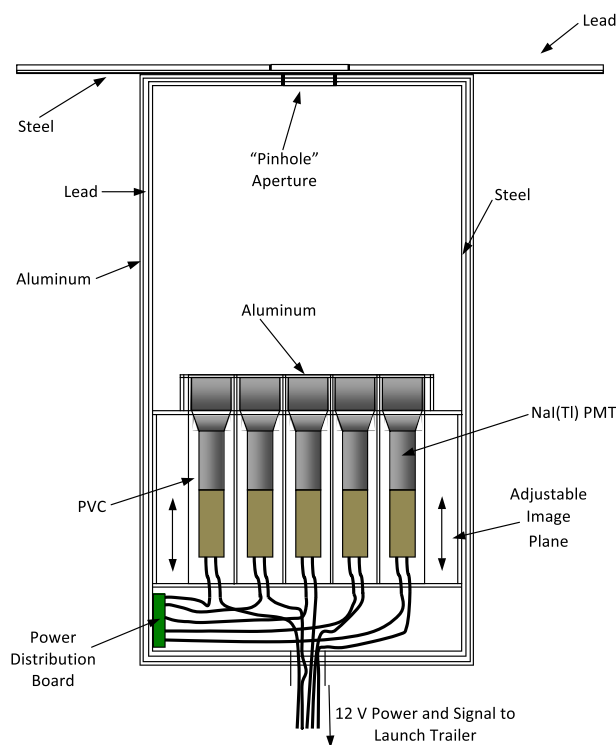 Lead
Steel
“Pinhole”
Aperture
Lead
Steel
Aluminum
Aluminum
NaI(Tl) PMT
PVC
Adjustable
Image
Plane
Power
Distribution
Board
12 V Power and Signal to
Launch Trailer